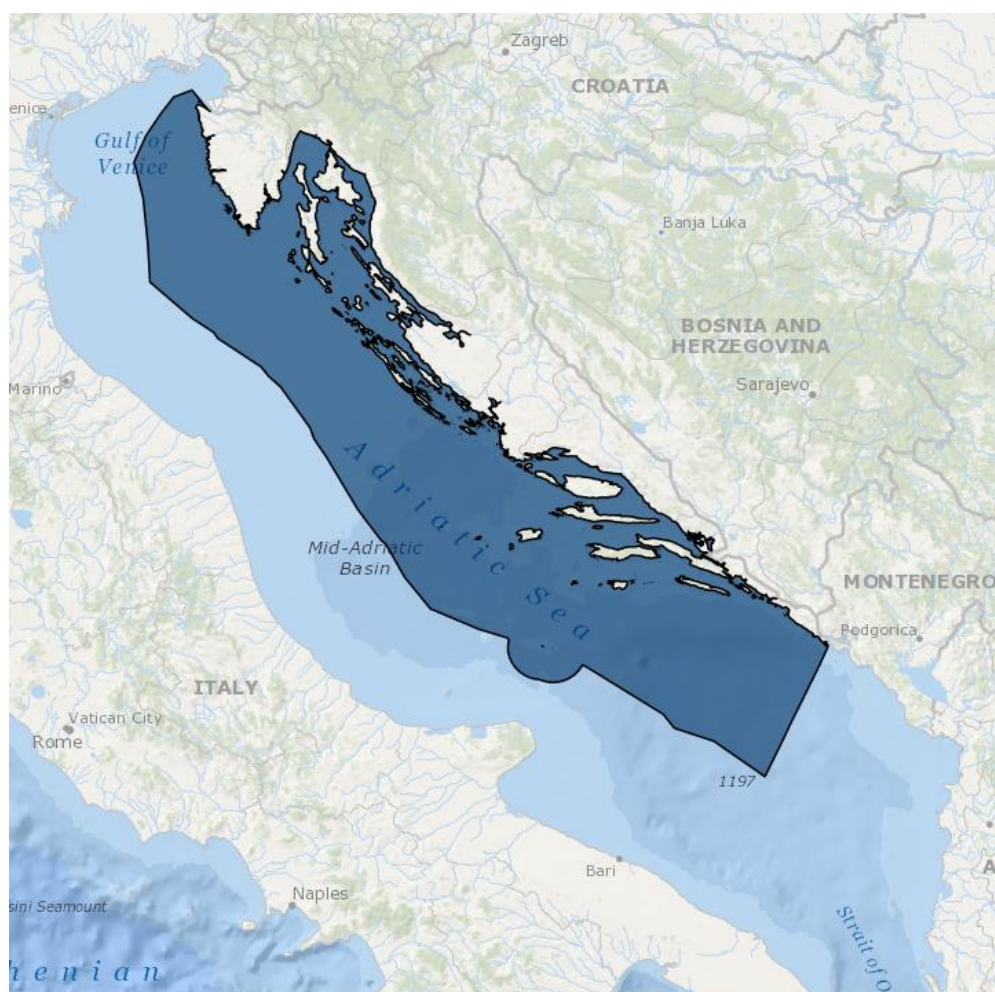 Zagreb
CROATIA
enice
Gulf of
Venice
Banja Luka
BOSNIA AND
HERZEGOVINA
Marino
Sarajevo
Adriatic Sea
Mid-Adriatic
Basin
MONTENEGRO
Podgorica
ITALY
Vatican City
Rome
1197
Bari
A
Naples
sini Seamount
Strait of O
henian